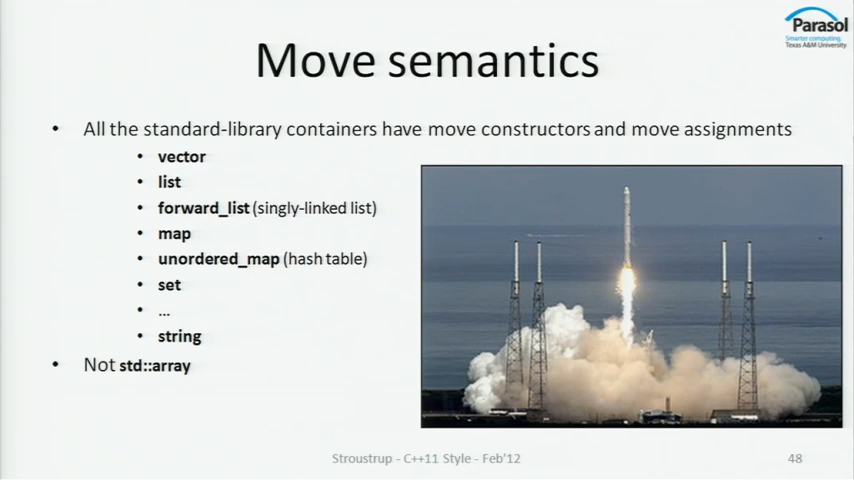 Parasol
Smarter computing.
Texas A&M University
Move semantics
• All the standard-library containers have move constructors and move assignments
• vector
• list
• forward_list (singly-linked list)
• map
• unordered_map (hash table)
• set
• ...
• string
• Not std::array
Stroustrup - C++11 Style - Feb'12
48